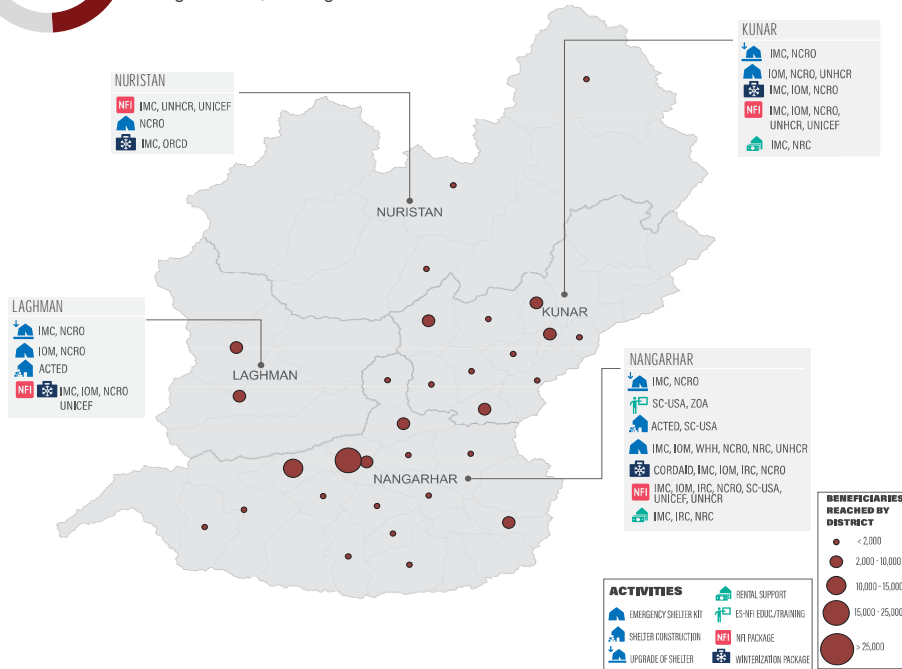 KUNAR
IMC, NCRO
IOM, NCRO, UNHCR
IMC, IOM, NCRO
NFI IMC, IOM, NCRO,
UNHCR, UNICEF
IMC, NRC
NURISTAN
NFI IMC, UNHCR, UNICEF
NCRO
IMC, ORCD
NURISTAN
KUNAR
LAGHMAN
IMC, NCRO
IOM, NCRO
ACTED
NFI IMC, IOM, NCRO
UNICEF
LAGHMAN
NANGARHAR
IMC, NCRO
SC-USA, ZOA
ACTED, SC-USA
IMC, IOM, WHH, NCRO, NRC, UNHCR
CORDAID, IMC, IOM, IRC, NCRO
NFI IMC, IOM, IRC, NCRO, SC-USA,
UNICEF, UNHCR
IMC, IRC, NRC
NANGARHAR
ACTIVITIES
EMERGENCY SHELTER KIT
SHELTER CONSTRUCTION
UPGRADE OF SHELTER
RENTAL SUPPORT
ES-NFI EDUC./TRAINING
NFI NFI PACKAGE
WINTERIZATION PACKAGE
BENEFICIARIES
REACHED BY
DISTRICT
< 2,000
2,000 - 10,000
10,000 - 15,000
15,000 - 25,000
> 25,000